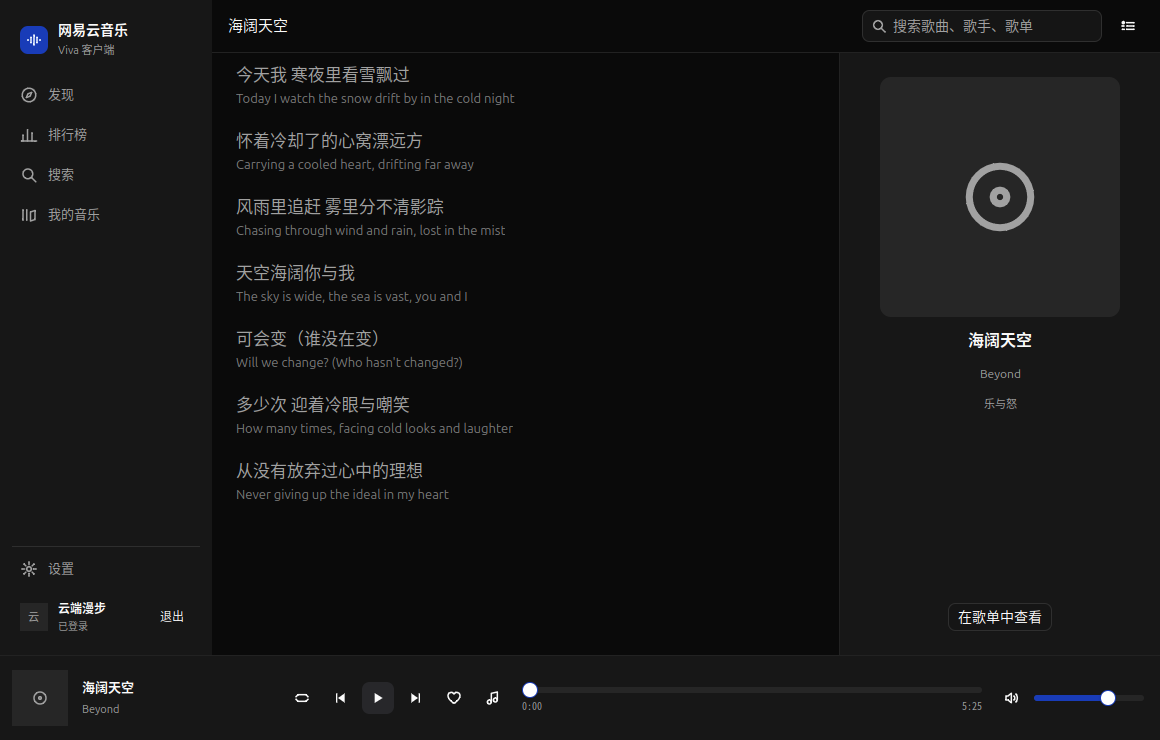 网易云音乐
Viva 客户端
发现
排行榜
搜索
我的音乐
设置
云
云端漫步
已登录
退出
海阔天空
搜索歌曲、歌手、歌单
今天我 寒夜里看雪飘过
Today I watch the snow drift by in the cold night
怀着冷却了的心窝漂远方
Carrying a cooled heart, drifting far away
风雨里追赶 雾里分不清影踪
Chasing through wind and rain, lost in the mist
天空海阔你与我
The sky is wide, the sea is vast, you and I
可会变（谁没在变）
Will we change? (Who hasn't changed?)
多少次 迎着冷眼与嘲笑
How many times, facing cold looks and laughter
从没有放弃过心中的理想
Never giving up the ideal in my heart
海阔天空
Beyond
乐与怒
在歌单中查看
海阔天空
Beyond
0:00
5:25